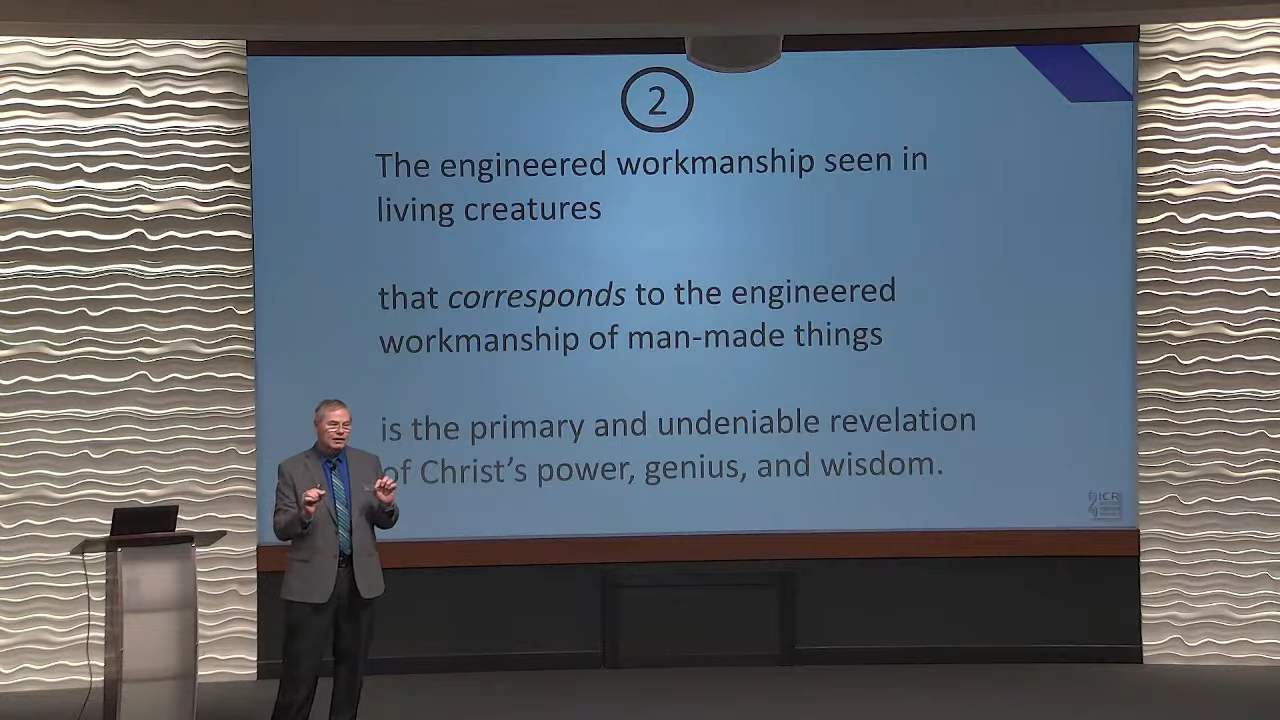 2
The engineered workmanship seen in
living creatures
that corresponds to the engineered
workmanship of man-made things
is the primary and undeniable revelation
of Christ's power, genius, and wisdom.
ICR